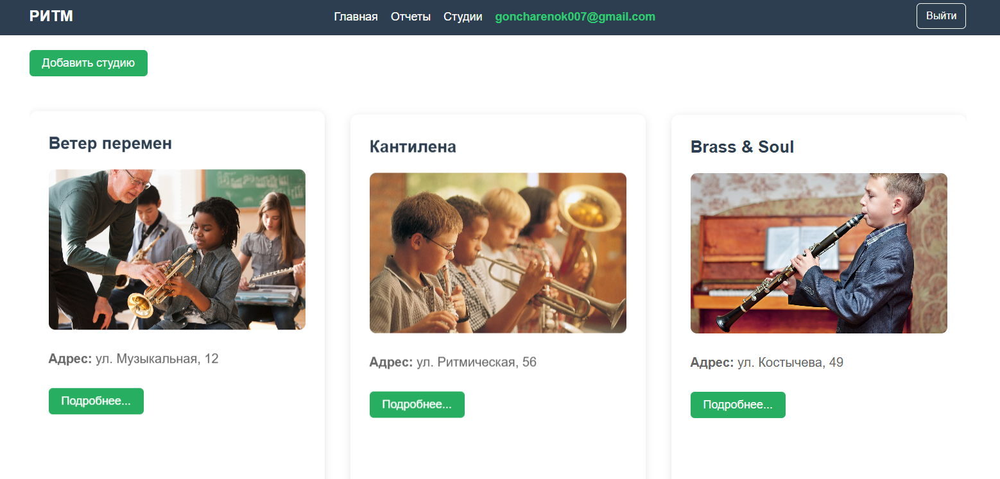 РИТМ
Главная Отчеты Студии goncharenok007@gmail.com
Выйти
Добавить студию
Ветер перемен
Адрес: ул. Музыкальная, 12
Подробнее...
Кантилена
Адрес: ул. Ритмическая, 56
Подробнее...
Brass & Soul
Адрес: ул. Костычева, 49
Подробнее...